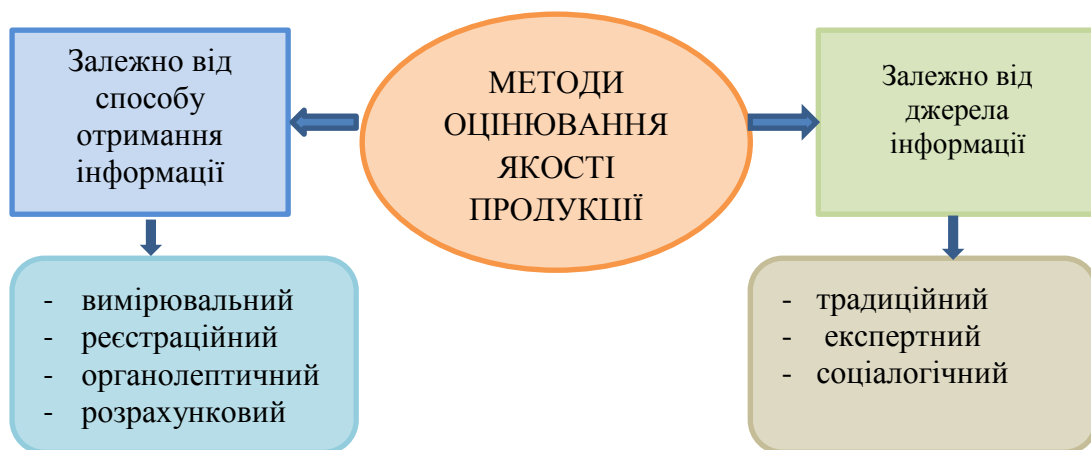 МЕТОДИ
ОЦІНЮВАННЯ
ЯКОСТІ
ПРОДУКЦІЇ
Залежно від
способу
отримання
інформації
- вимірювальний
- реєстраційний
- органолептичний
- розрахунковий
Залежно від
джерела
інформації
- традиційний
- експертний
- соціалогічний